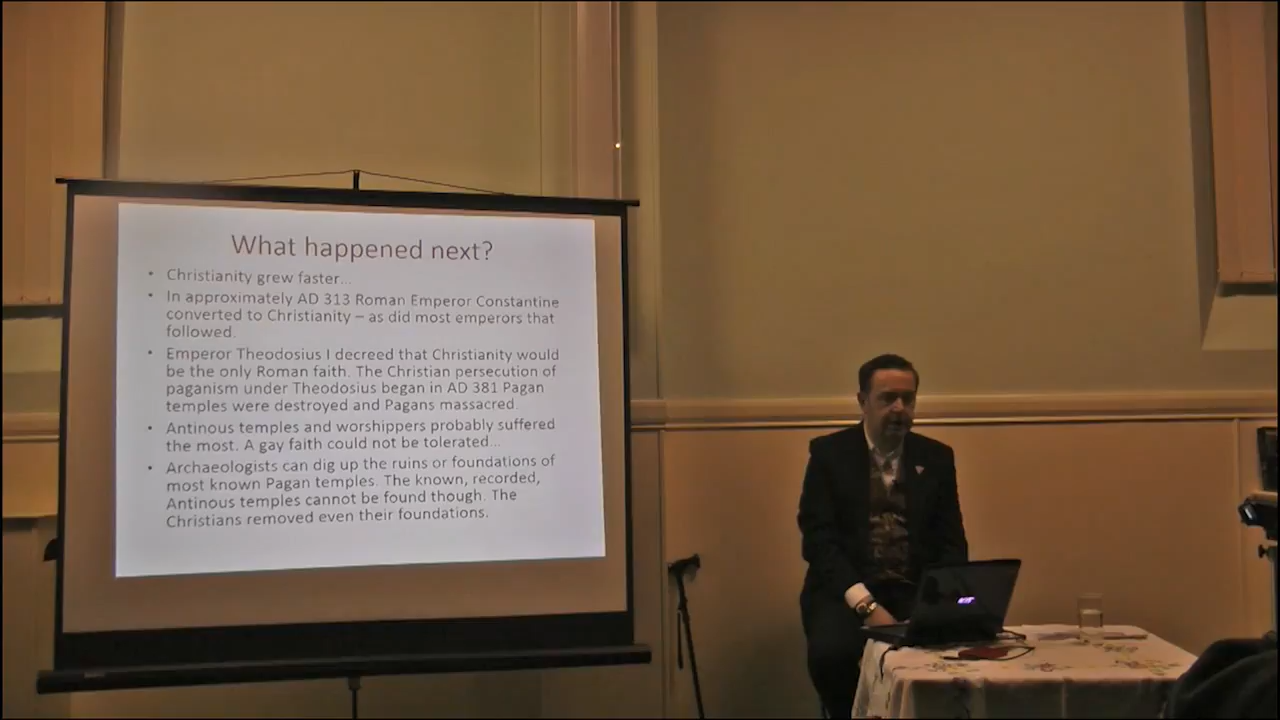 What happened next?
• Christianity grew faster...
• In approximately AD 313 Roman Emperor Constantine
converted to Christianity – as did most emperors that
followed.
• Emperor Theodosius I decreed that Christianity would
be the only Roman faith. The Christian persecution of
paganism under Theodosius began in AD 381 Pagan
temples were destroyed and Pagans massacred.
• Antinous temples and worshippers probably suffered
the most. A gay faith could not be tolerated...
• Archaeologists can dig up the ruins or foundations of
most known Pagan temples. The known, recorded,
Antinous temples cannot be found though. The
Christians removed even their foundations.